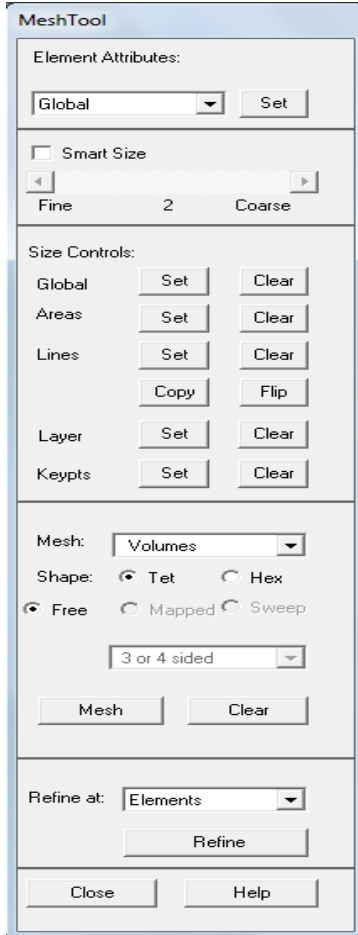 MeshTool
Element Attributes:
Global Set
Smart Size
Fine 2 Coarse
Size Controls:
Global Set Clear
Areas Set Clear
Lines Set Clear
Copy Flip
Layer Set Clear
Keypts Set Clear
Mesh: Volumes
Shape: Tet Hex
Free Mapped Sweep
3 or 4 sided
Mesh Clear
Refine at: Elements
Refine
Close Help